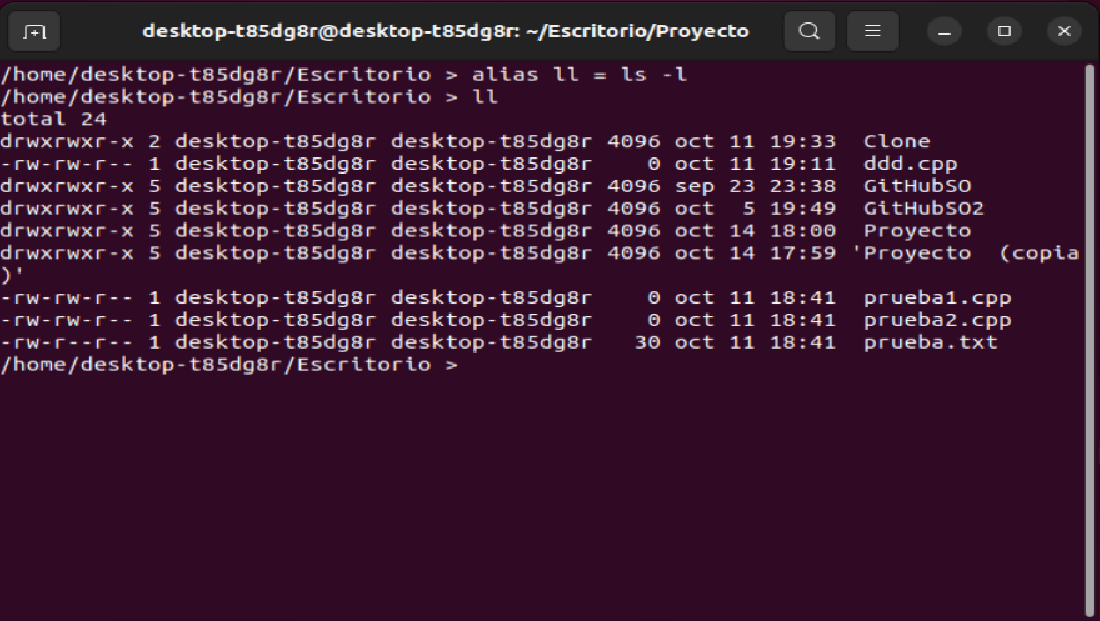 desktop-t85dg8r@desktop-t85dg8r: ~/Escritorio/Proyecto
/home/desktop-t85dg8r/Escritorio > alias ll = ls -l
/home/desktop-t85dg8r/Escritorio > ll
total 24
drwxrwxr-x 2 desktop-t85dg8r desktop-t85dg8r 4096 oct 11 19:33  Clone
-rw-rw-r-- 1 desktop-t85dg8r desktop-t85dg8r    0 oct 11 19:11  ddd.cpp
drwxrwxr-x 5 desktop-t85dg8r desktop-t85dg8r 4096 sep 23 23:38  GitHubSO
drwxrwxr-x 5 desktop-t85dg8r desktop-t85dg8r 4096 oct  5 19:49  GitHubSO2
drwxrwxr-x 5 desktop-t85dg8r desktop-t85dg8r 4096 oct 14 18:00  Proyecto
drwxrwxr-x 5 desktop-t85dg8r desktop-t85dg8r 4096 oct 14 17:59 'Proyecto  (copia
)'
-rw-rw-r-- 1 desktop-t85dg8r desktop-t85dg8r    0 oct 11 18:41  prueba1.cpp
-rw-rw-r-- 1 desktop-t85dg8r desktop-t85dg8r    0 oct 11 18:41  prueba2.cpp
-rw-r--r-- 1 desktop-t85dg8r desktop-t85dg8r   30 oct 11 18:41  prueba.txt
/home/desktop-t85dg8r/Escritorio >